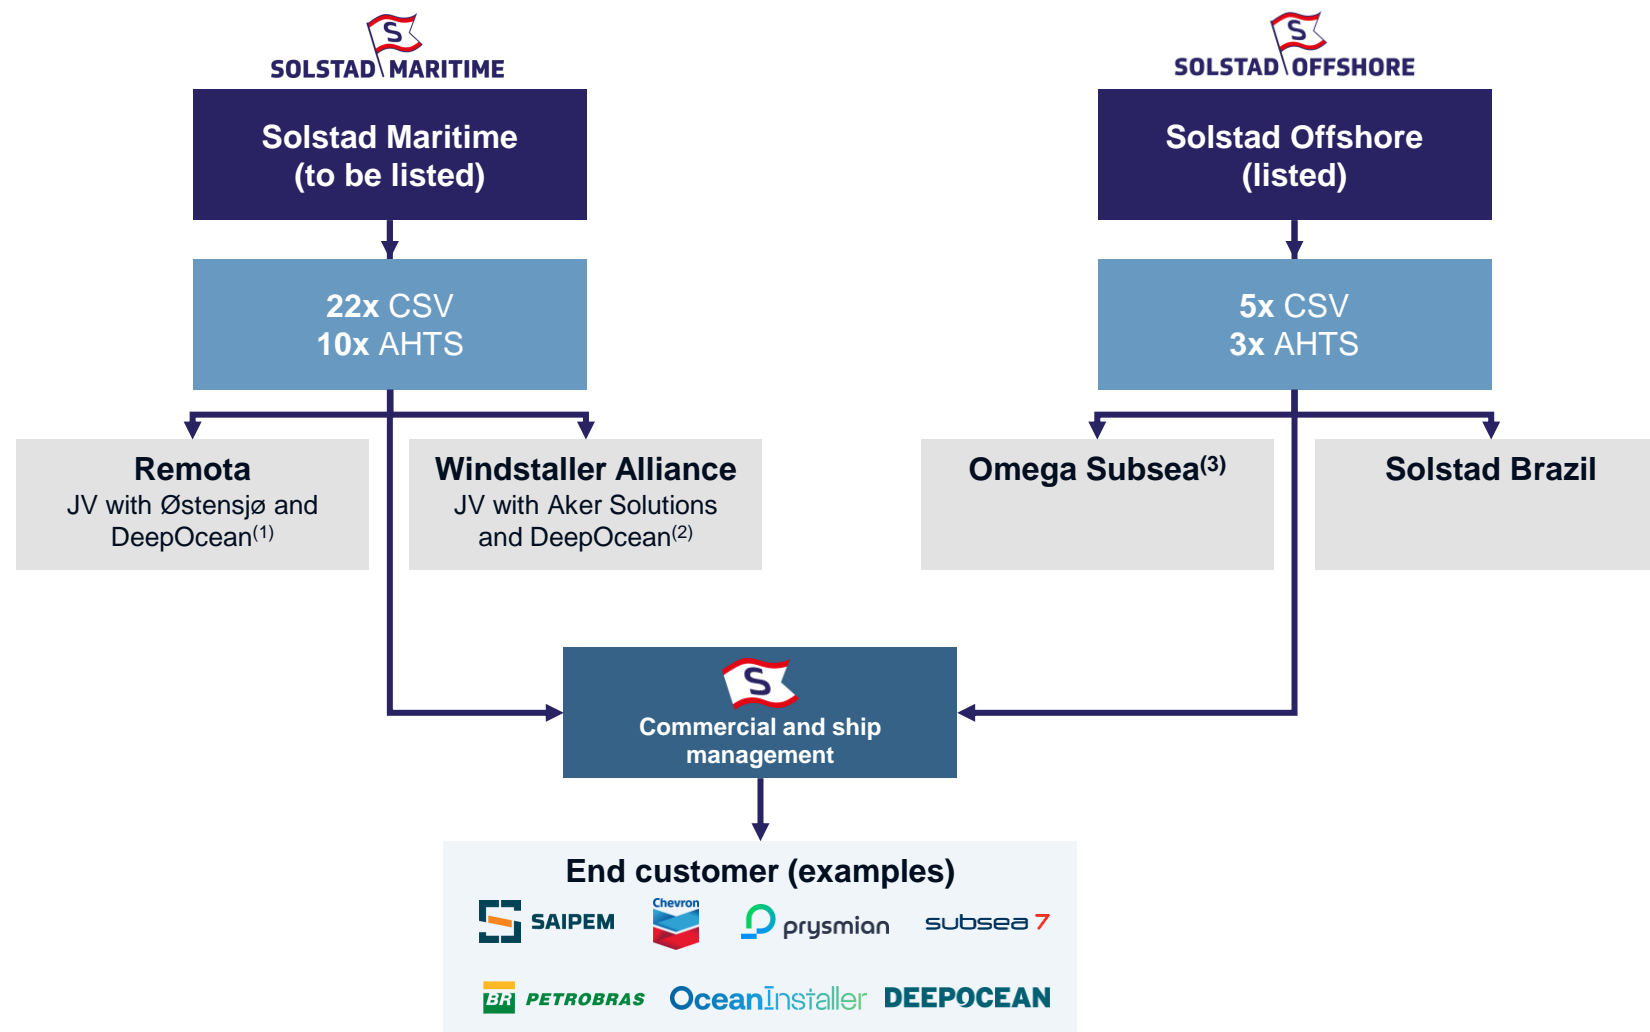 S
SOLSTAD MARITIME
Solstad Maritime
(to be listed)
22x CSV
10x AHTS
Remota
JV with Østensjø and
DeepOcean(1)
Windstaller Alliance
JV with Aker Solutions
and DeepOcean(2)
S
SOLSTAD OFFSHORE
Solstad Offshore
(listed)
5x CSV
3x AHTS
Omega Subsea(3)
Solstad Brazil
S
Commercial and ship
management
End customer (examples)
SAIPEM
Chevron
prysmian
subsea 7
BR PETROBRAS
OceanInstaller
DEEPOCEAN